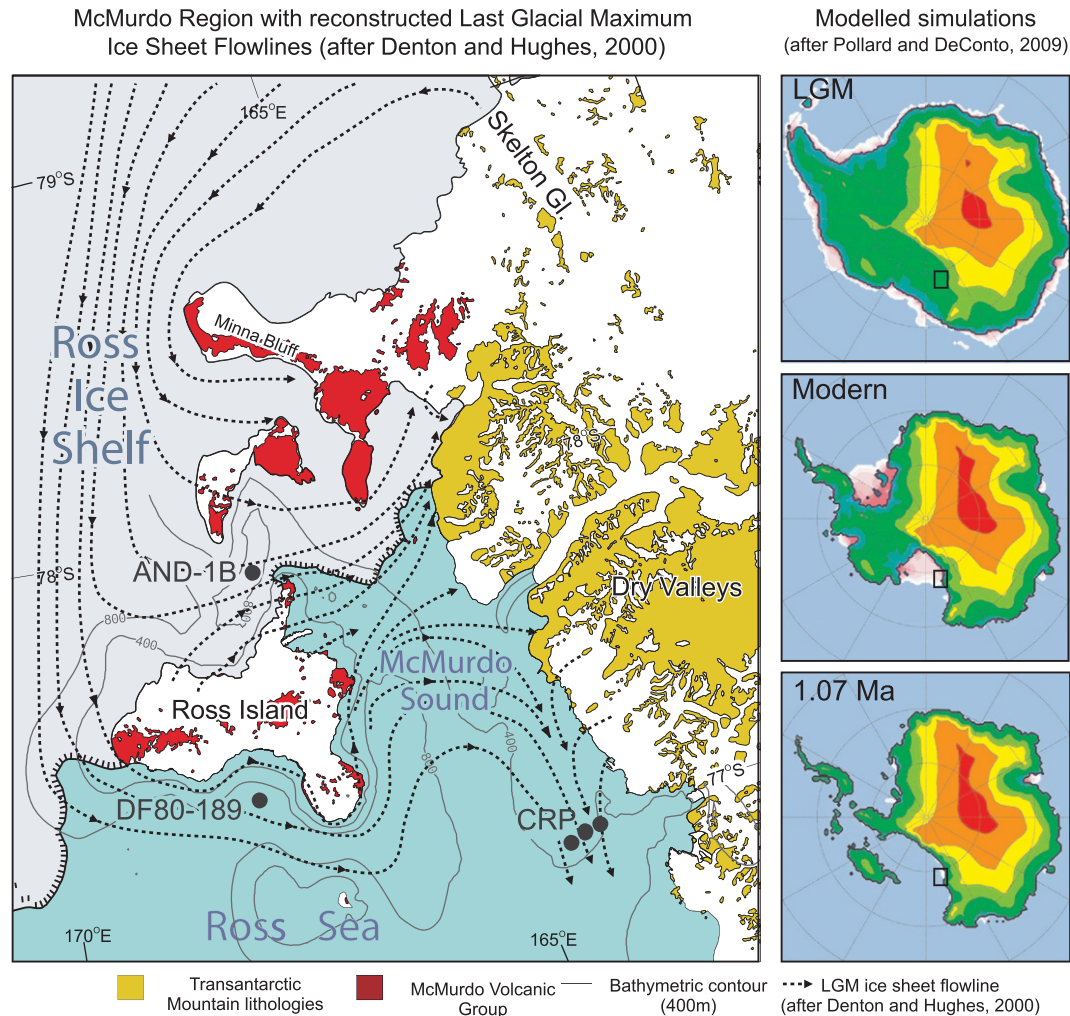 McMurdo Region with reconstructed Last Glacial Maximum
Ice Sheet Flowlines (after Denton and Hughes, 2000)
Modelled simulations
(after Pollard and DeConto, 2009)
165°E
79°S
Skelton Gl.
Minna Bluff
Ross
Ice
Shelf
78°S
AND-1B
78°S
800
400
800
Dry Valleys
McMurdo
Sound
Ross Island
400
800
77°S
DF80-189
CRP
Ross Sea
170°E
165°E
LGM
Modern
1.07 Ma
Transantarctic
Mountain lithologies
McMurdo Volcanic
Group
Bathymetric contour
(400m)
LGM ice sheet flowline
(after Denton and Hughes, 2000)